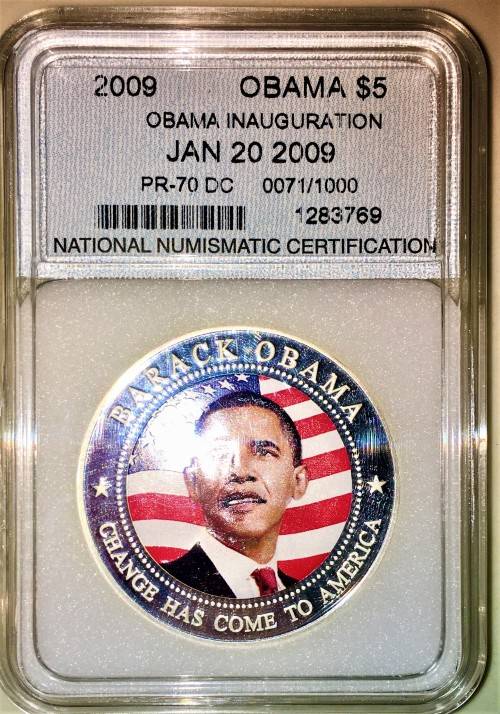 2009 OBAMA $5
OBAMA INAUGURATION
JAN 20 2009
PR-70 DC 0071/1000
1283769
NATIONAL NUMISMATIC CERTIFICATION
BARACK OBAMA
CHANGE HAS COME TO AMERICA